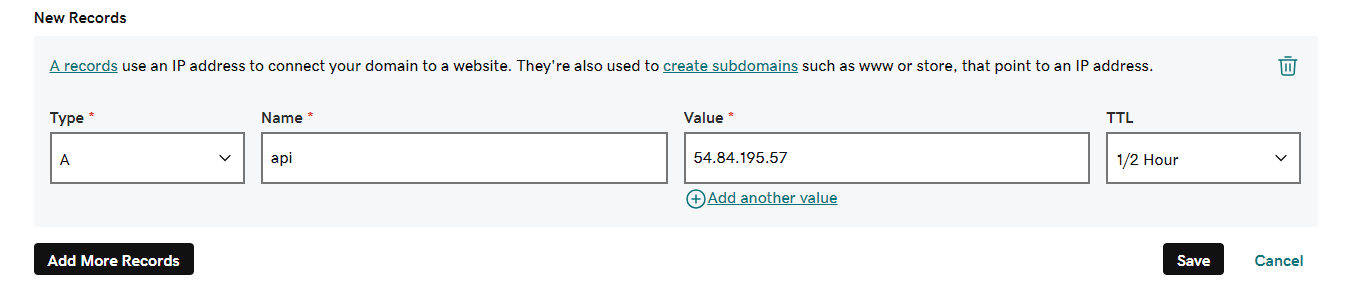 New Records
A records use an IP address to connect your domain to a website. They're also used to create subdomains such as www or store, that point to an IP address.
Type * Name * Value * TTL
A api 54.84.195.57 1/2 Hour
Add another value
Add More Records Save Cancel